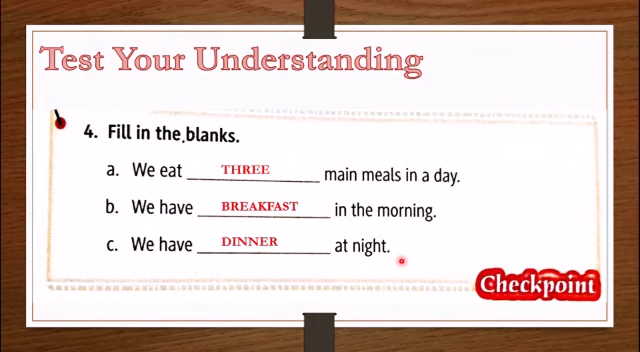 Test Your Understanding
4. Fill in the blanks.
a. We eat THREE main meals in a day.
b. We have BREAKFAST in the morning.
c. We have DINNER at night.
Checkpoint